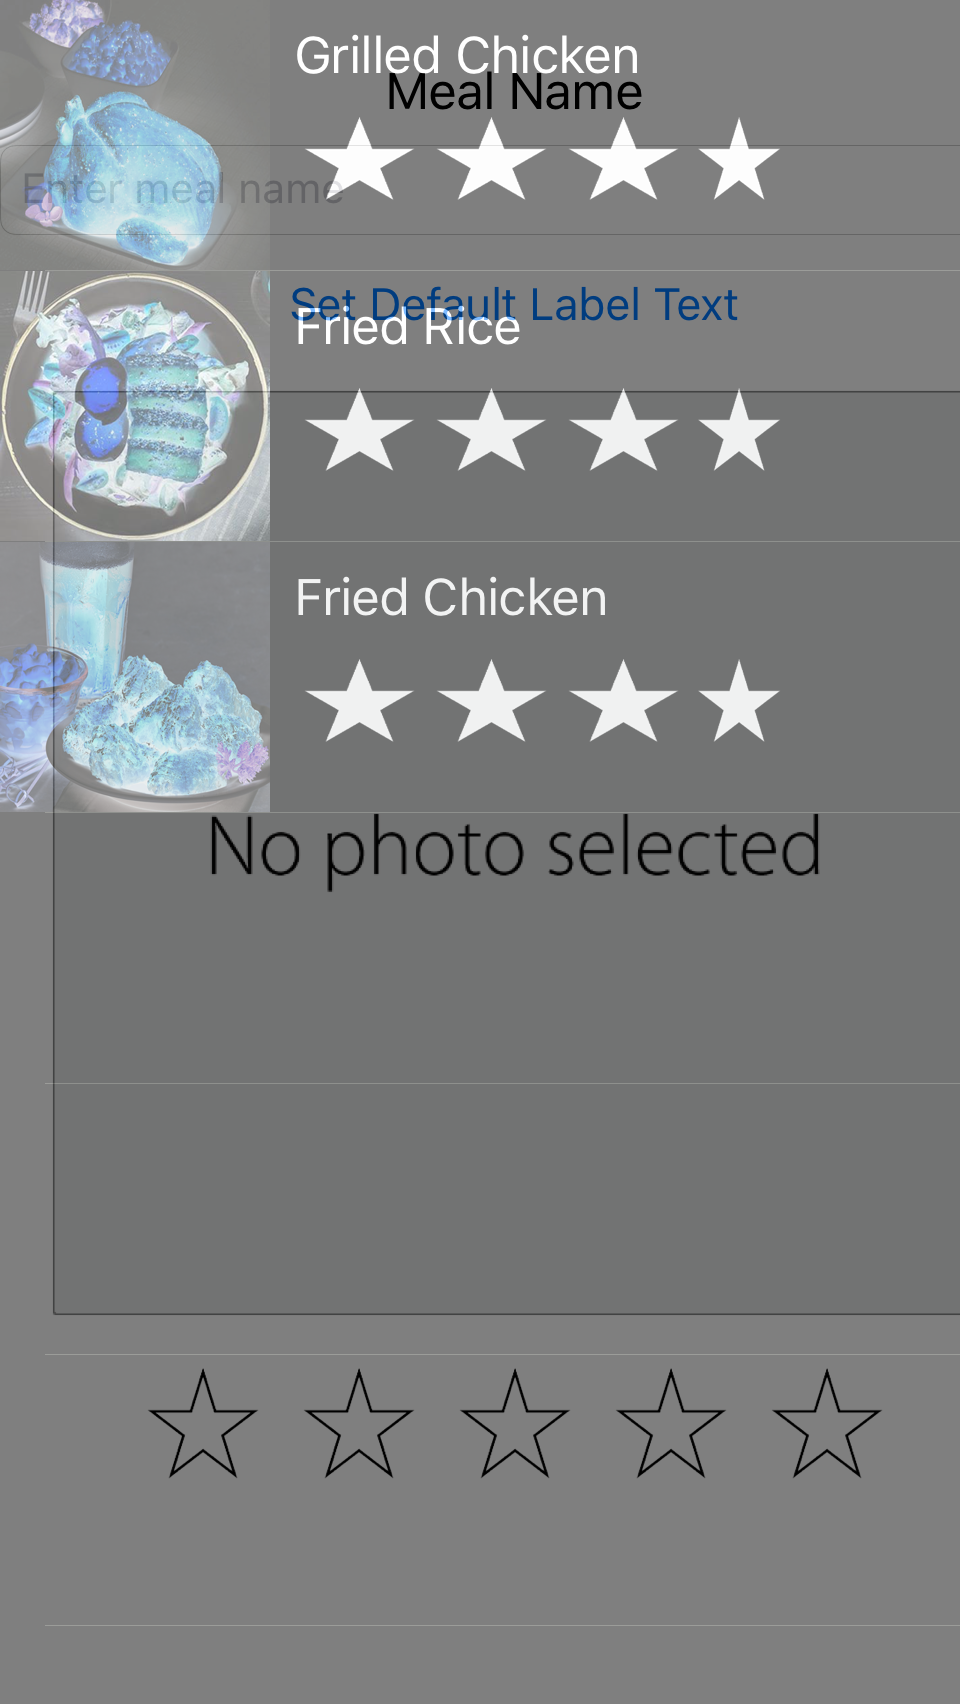 Grilled Chicken
Meal Name
Enter meal name
Set Default Label Text
Fried Rice
Fried Chicken
No photo selected